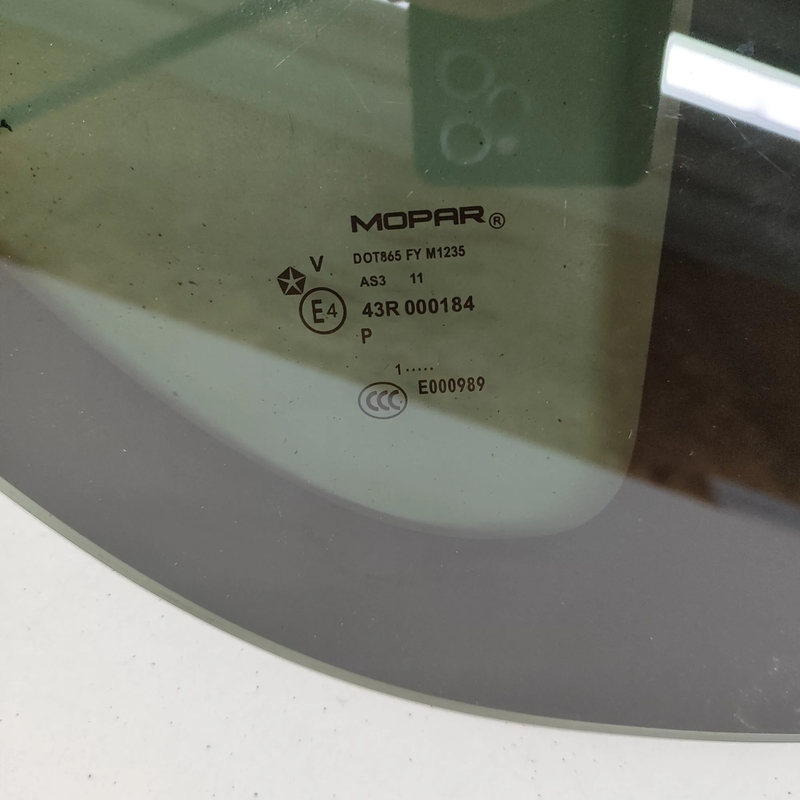 MOPAR®
V DOT865 FY M1235
AS3 11
E4 43R 000184
P
1.....
CCC E000989